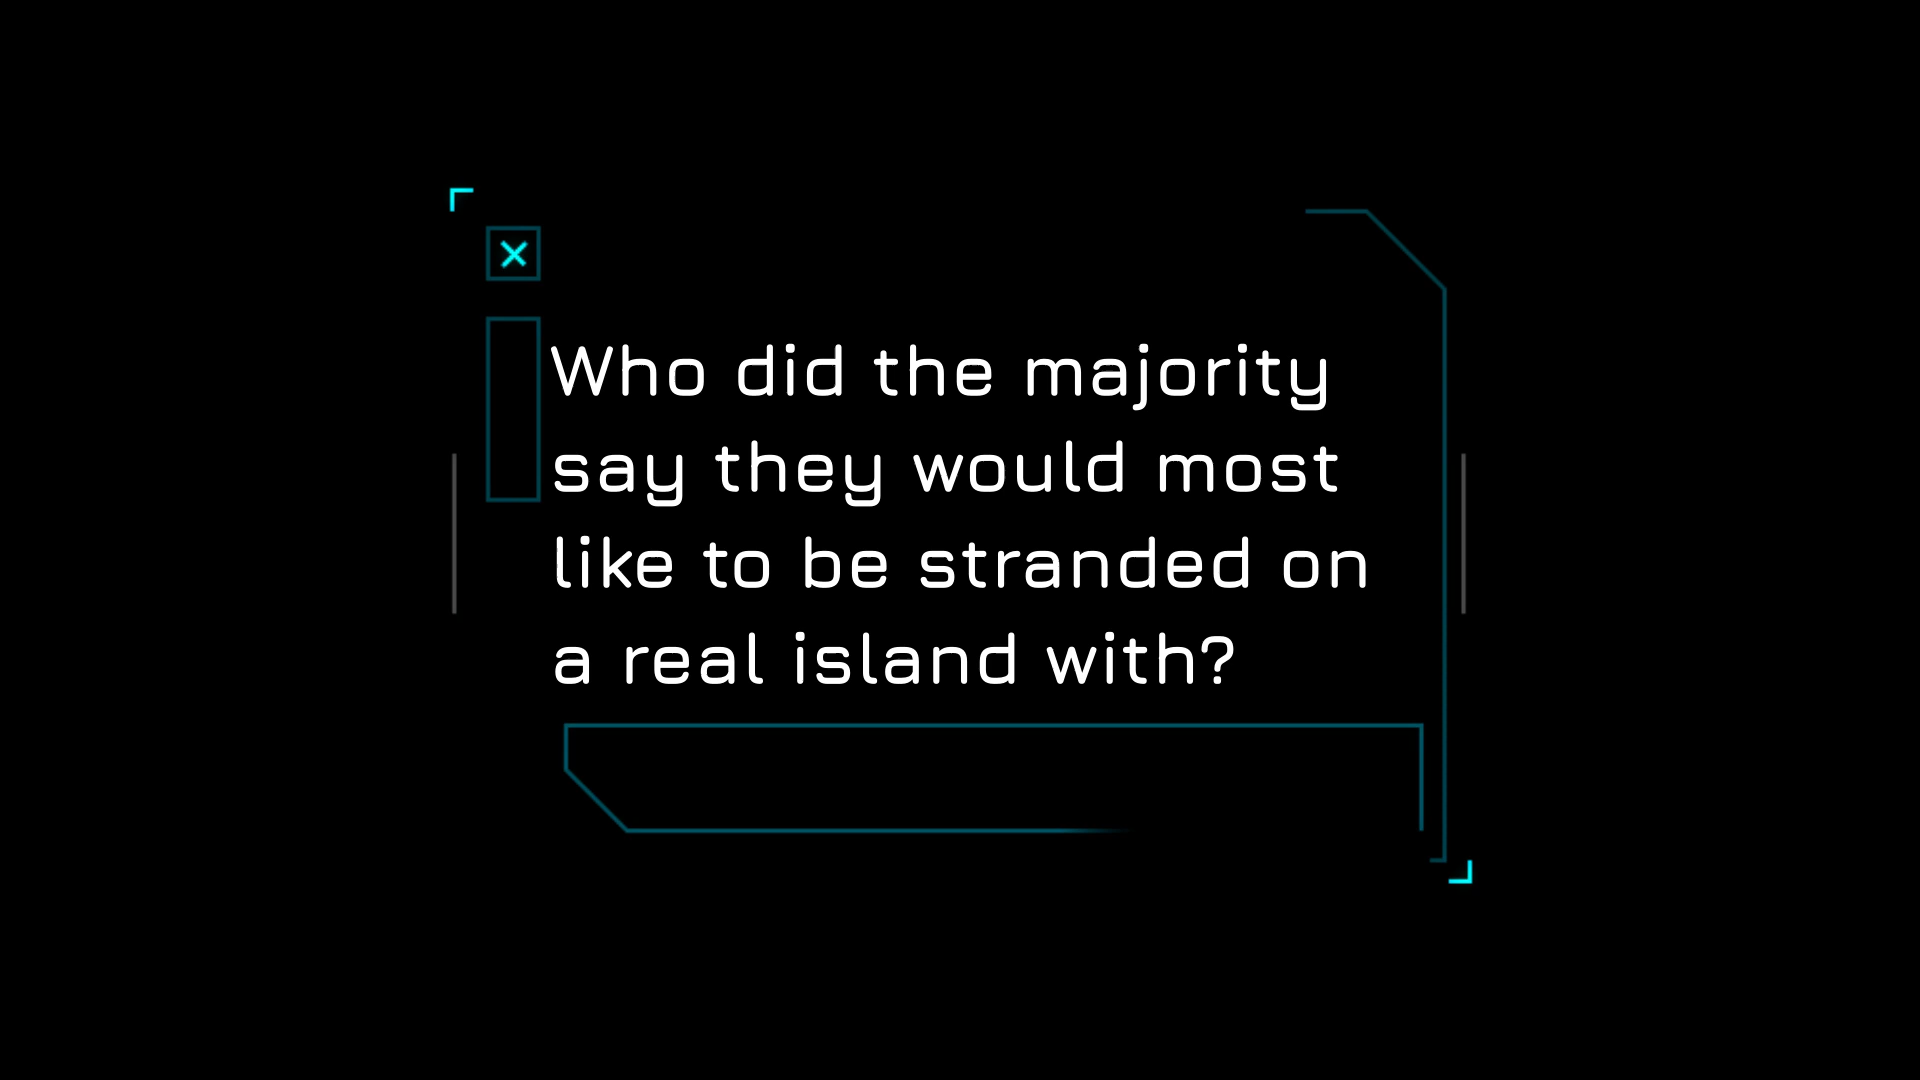 Who did the majority
say they would most
like to be stranded on
a real island with?